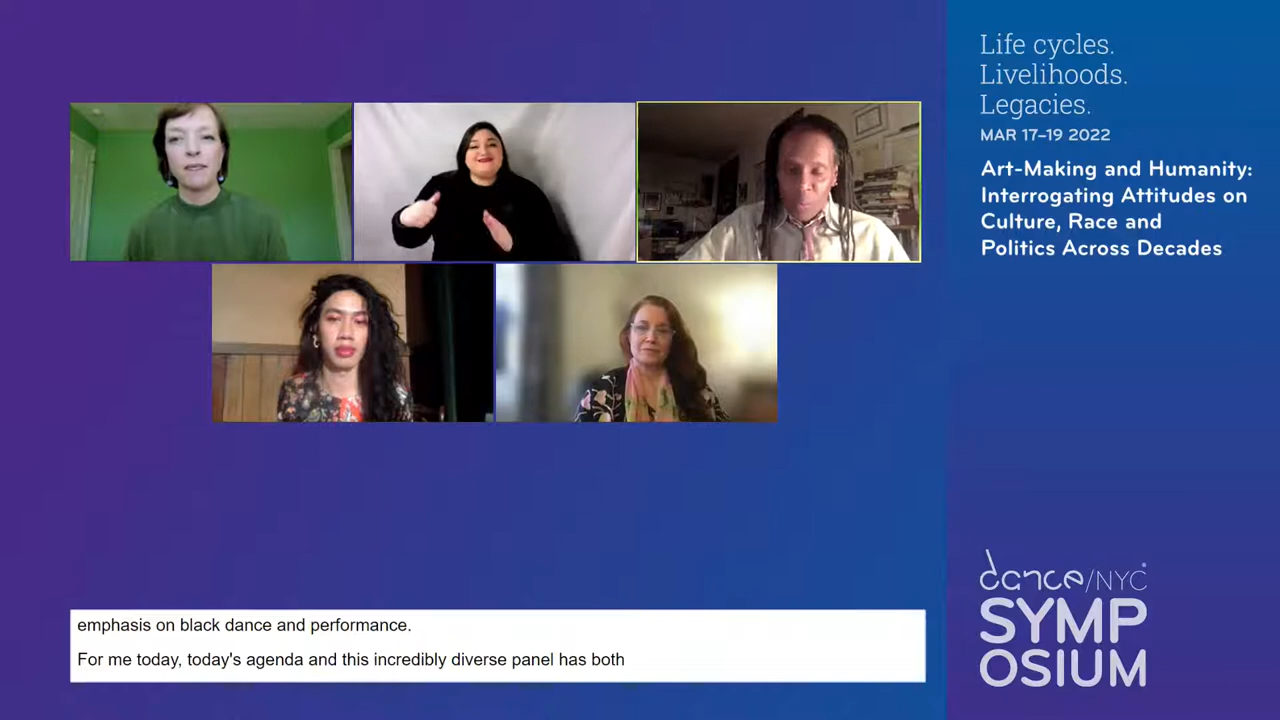 Life cycles.
Livelihoods.
Legacies.
MAR 17–19 2022
Art-Making and Humanity:
Interrogating Attitudes on
Culture, Race and
Politics Across Decades
dance/NYC
SYMP
OSIUM
emphasis on black dance and performance.
For me today, today's agenda and this incredibly diverse panel has both